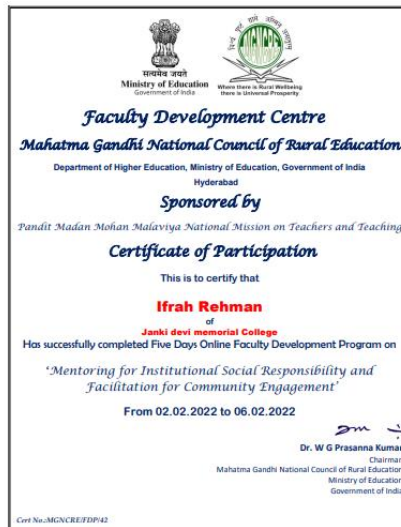 सत्यमेव जयते
Ministry of Education
Government of India
MGNCRE
Where there is Rural Wellbeing
there is Universal Prosperity
Faculty Development Centre
Mahatma Gandhi National Council of Rural Education
Department of Higher Education, Ministry of Education, Government of India
Hyderabad
Sponsored by
Pandit Madan Mohan Malaviya National Mission on Teachers and Teaching
Certificate of Participation
This is to certify that
Ifrah Rehman
of
Janki devi memorial College
Has successfully completed Five Days Online Faculty Development Program on
‘Mentoring for Institutional Social Responsibility and
Facilitation for Community Engagement’
From 02.02.2022 to 06.02.2022
Dr. W G Prasanna Kumar
Chairman
Mahatma Gandhi National Council of Rural Education
Ministry of Education
Government of India
Cert No.:MGNCRE/FDP/42